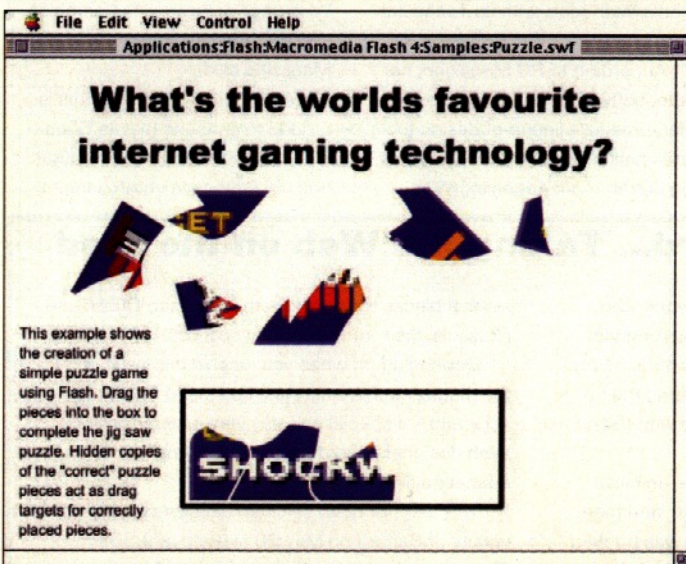 File Edit View Control Help
Applications:Flash:Macromedia Flash 4:Samples:Puzzle.swf
What's the worlds favourite
internet gaming technology?
ET
This example shows
the creation of a
simple puzzle game
using Flash. Drag the
pieces into the box to
complete the jig saw
puzzle. Hidden copies
of the "correct" puzzle
pieces act as drag
targets for correctly
placed pieces.
SHOCKW